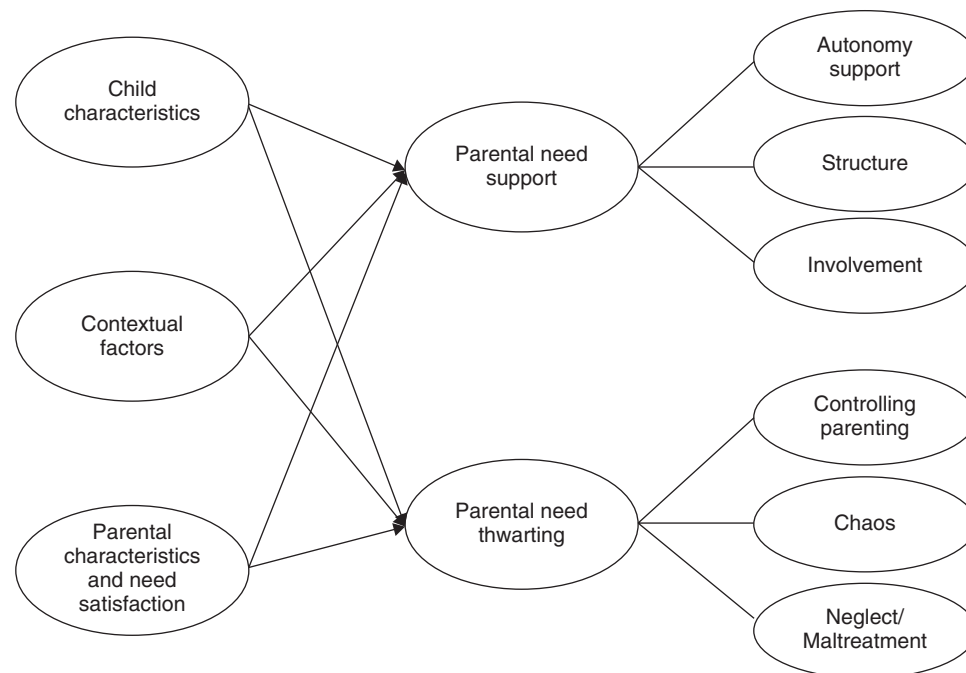 Child
characteristics
Contextual
factors
Parental
characteristics
and need
satisfaction
Parental need
support
Parental need
thwarting
Autonomy
support
Structure
Involvement
Controlling
parenting
Chaos
Neglect/
Maltreatment